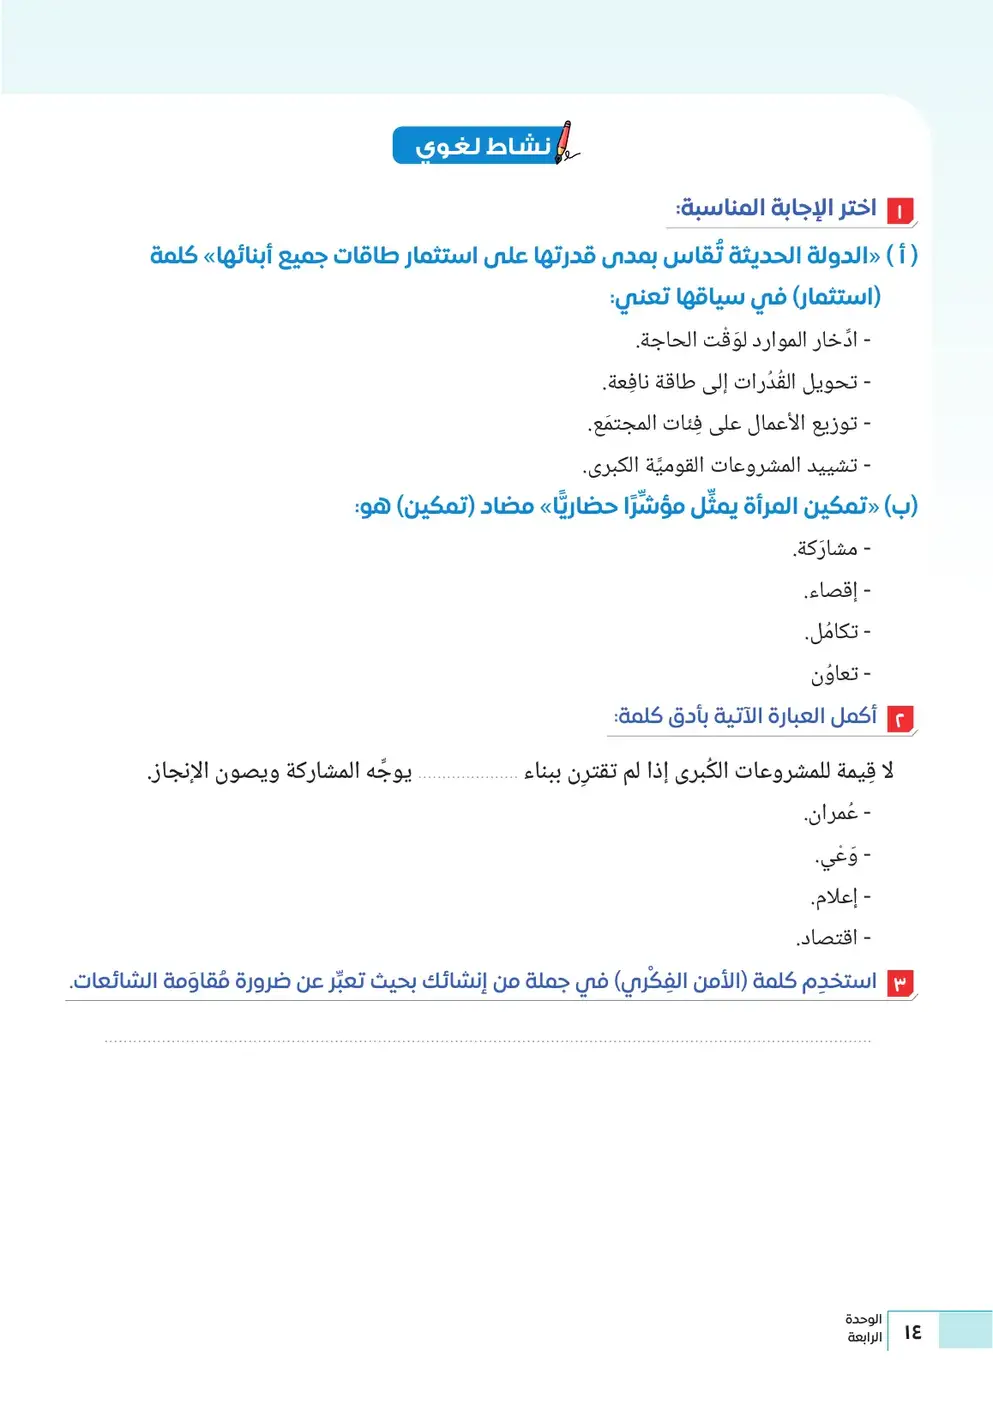 نشاط لغوي
١ اختر الإجابة المناسبة:
( أ ) «الدولة الحديثة تُقاس بمدى قدرتها على استثمار طاقات جميع أبنائها» كلمة
(استثمار) في سياقها تعني:
- ادِّخار الموارد لوَقْت الحاجة.
- تحويل القُدُرات إلى طاقة نافِعة.
- توزيع الأعمال على فِئات المجتمَع.
- تشييد المشروعات القوميَّة الكبرى.
(ب) «تمكين المرأة يمثِّل مؤشِّرًا حضاريًّا» مضاد (تمكين) هو:
- مشارَكة.
- إقصاء.
- تكامُل.
- تعاوُن
٢ أكمل العبارة الآتية بأدق كلمة:
لا قِيمة للمشروعات الكُبرى إذا لم تقترِن ببناء .................... يوجِّه المشاركة ويصون الإنجاز.
- عُمران.
- وَعْي.
- إعلام.
- اقتصاد.
٣ استخدِم كلمة (الأمن الفِكْري) في جملة من إنشائك بحيث تعبِّر عن ضرورة مُقاوَمة الشائعات.
الوحدة
الرابعة
١٤